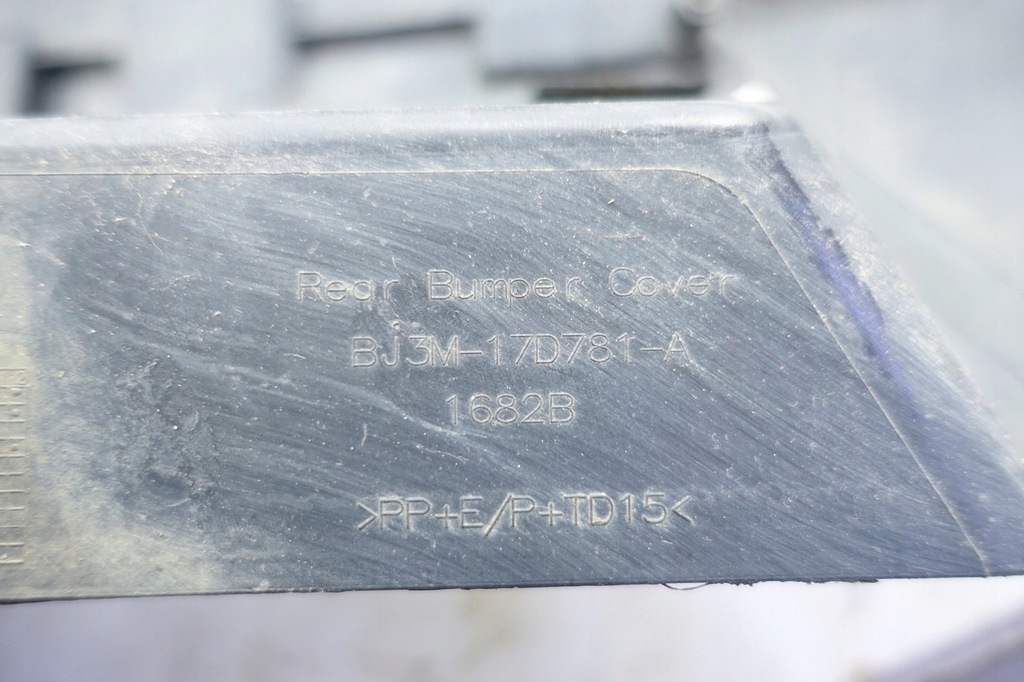 Rear Bumper Cover
BJ3M-17D781-A
1682B
>PP+E/P+TD15<